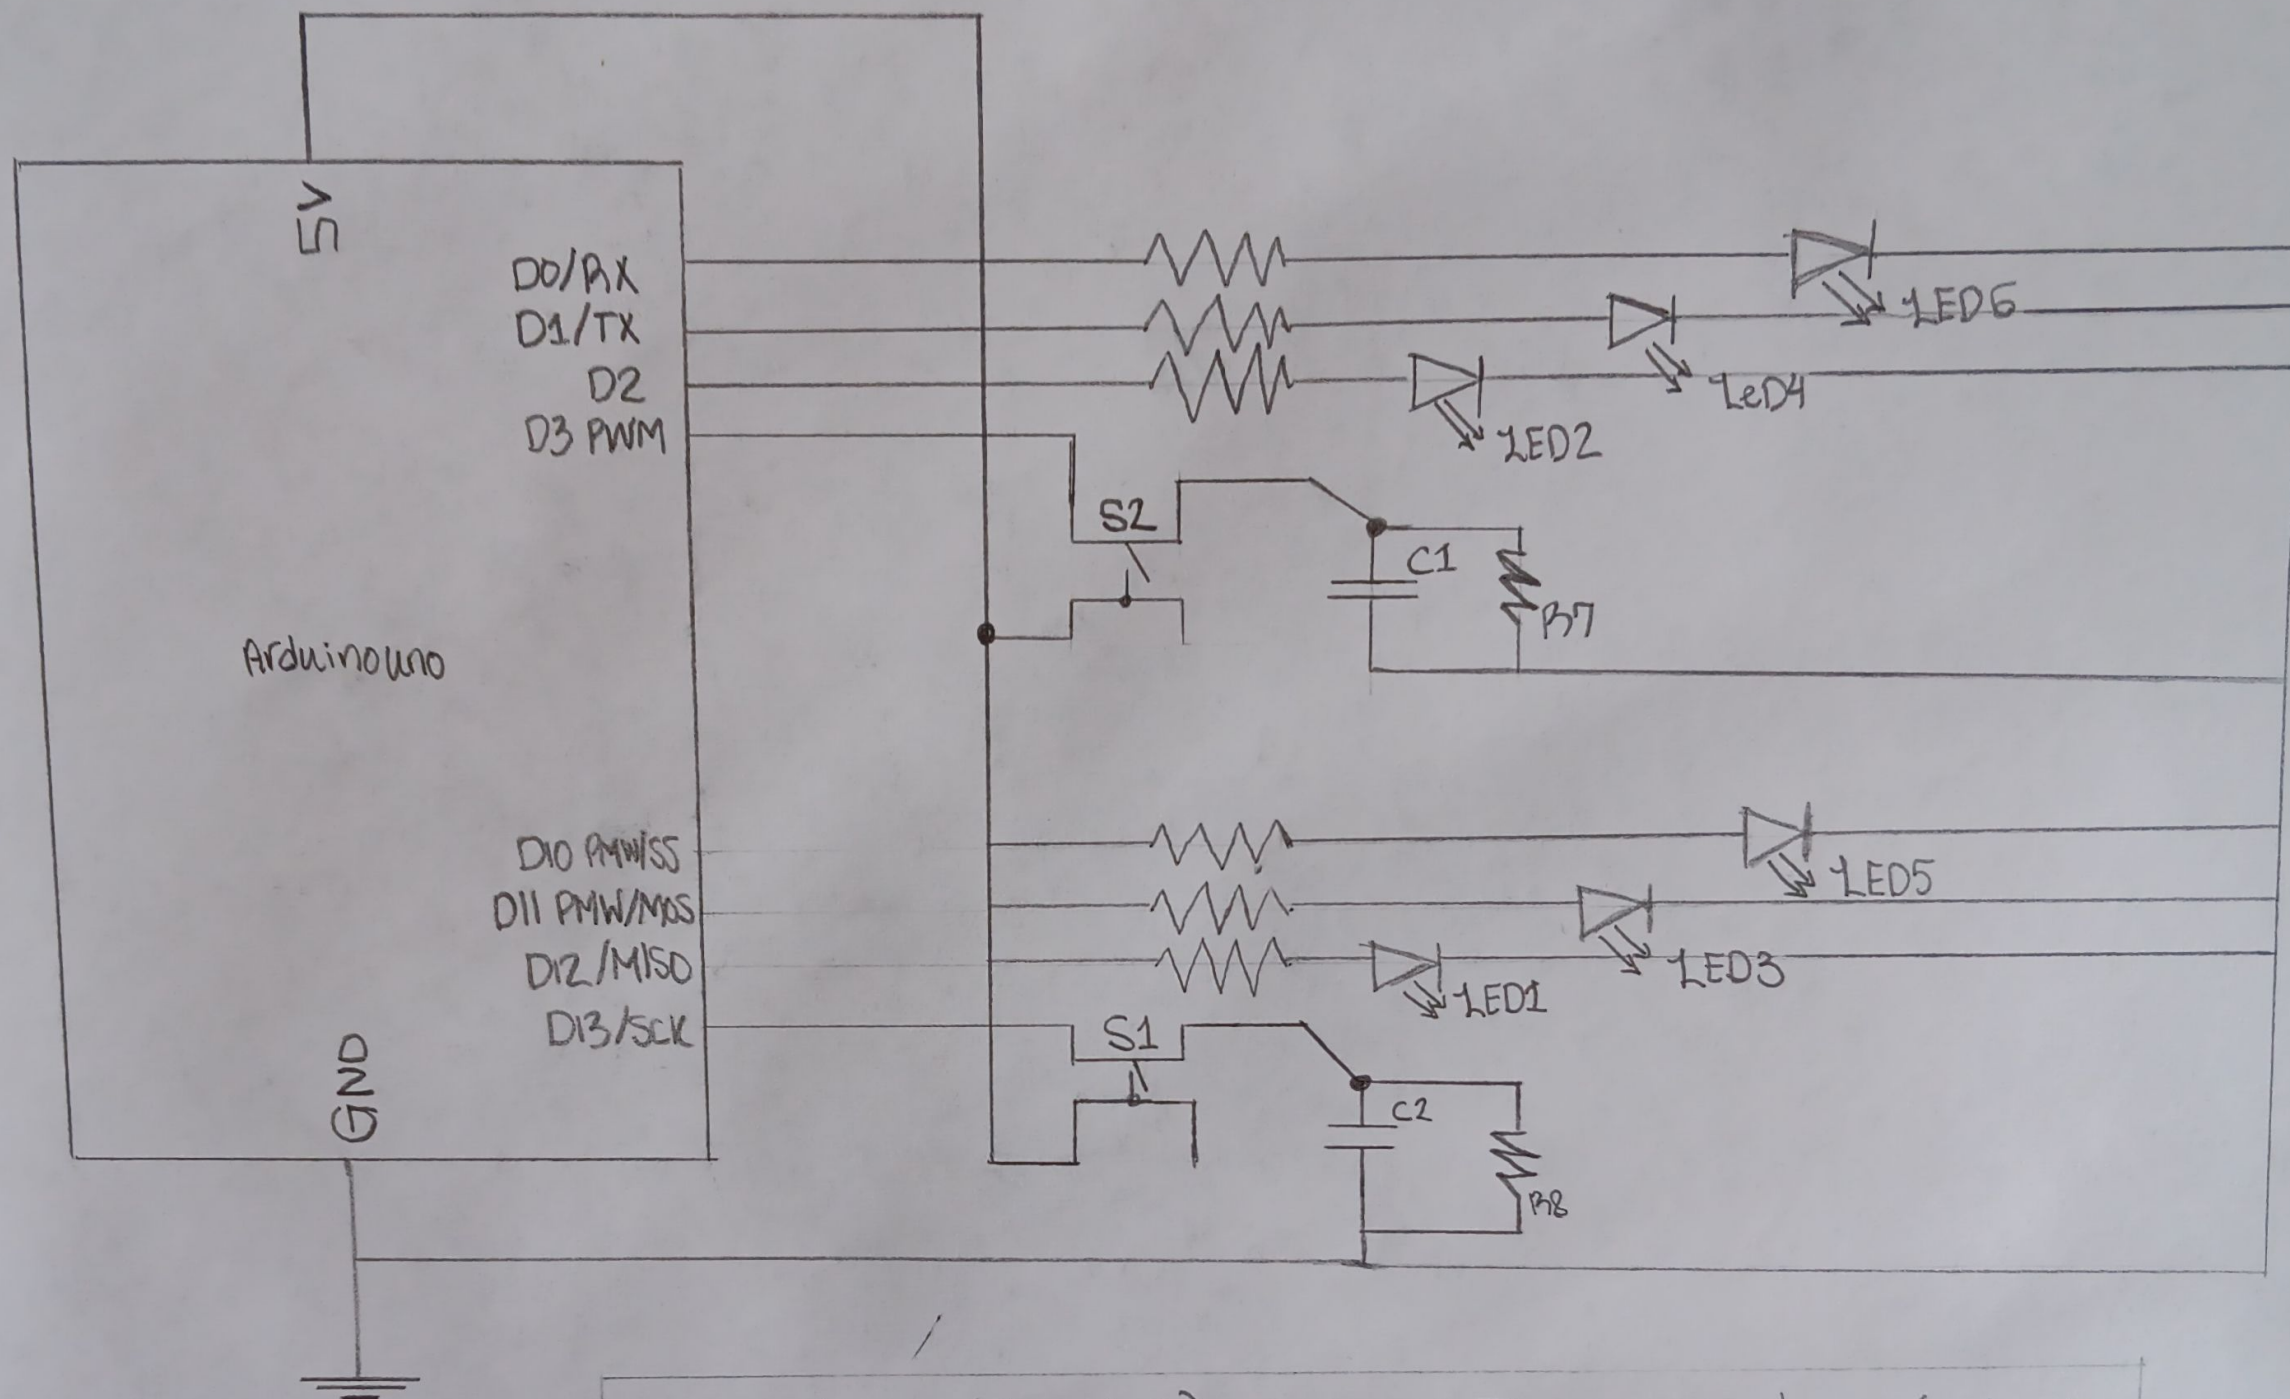 5V
D0/RX
D1/TX
D2
D3 PWM
LED6
LeD4
LED2
S2
C1
R7
Arduinouno
D10 PMW/SS
D11 PMW/MOS
D12/MISO
D13/SCK
LED5
LED3
LED1
S1
C2
R8
GND